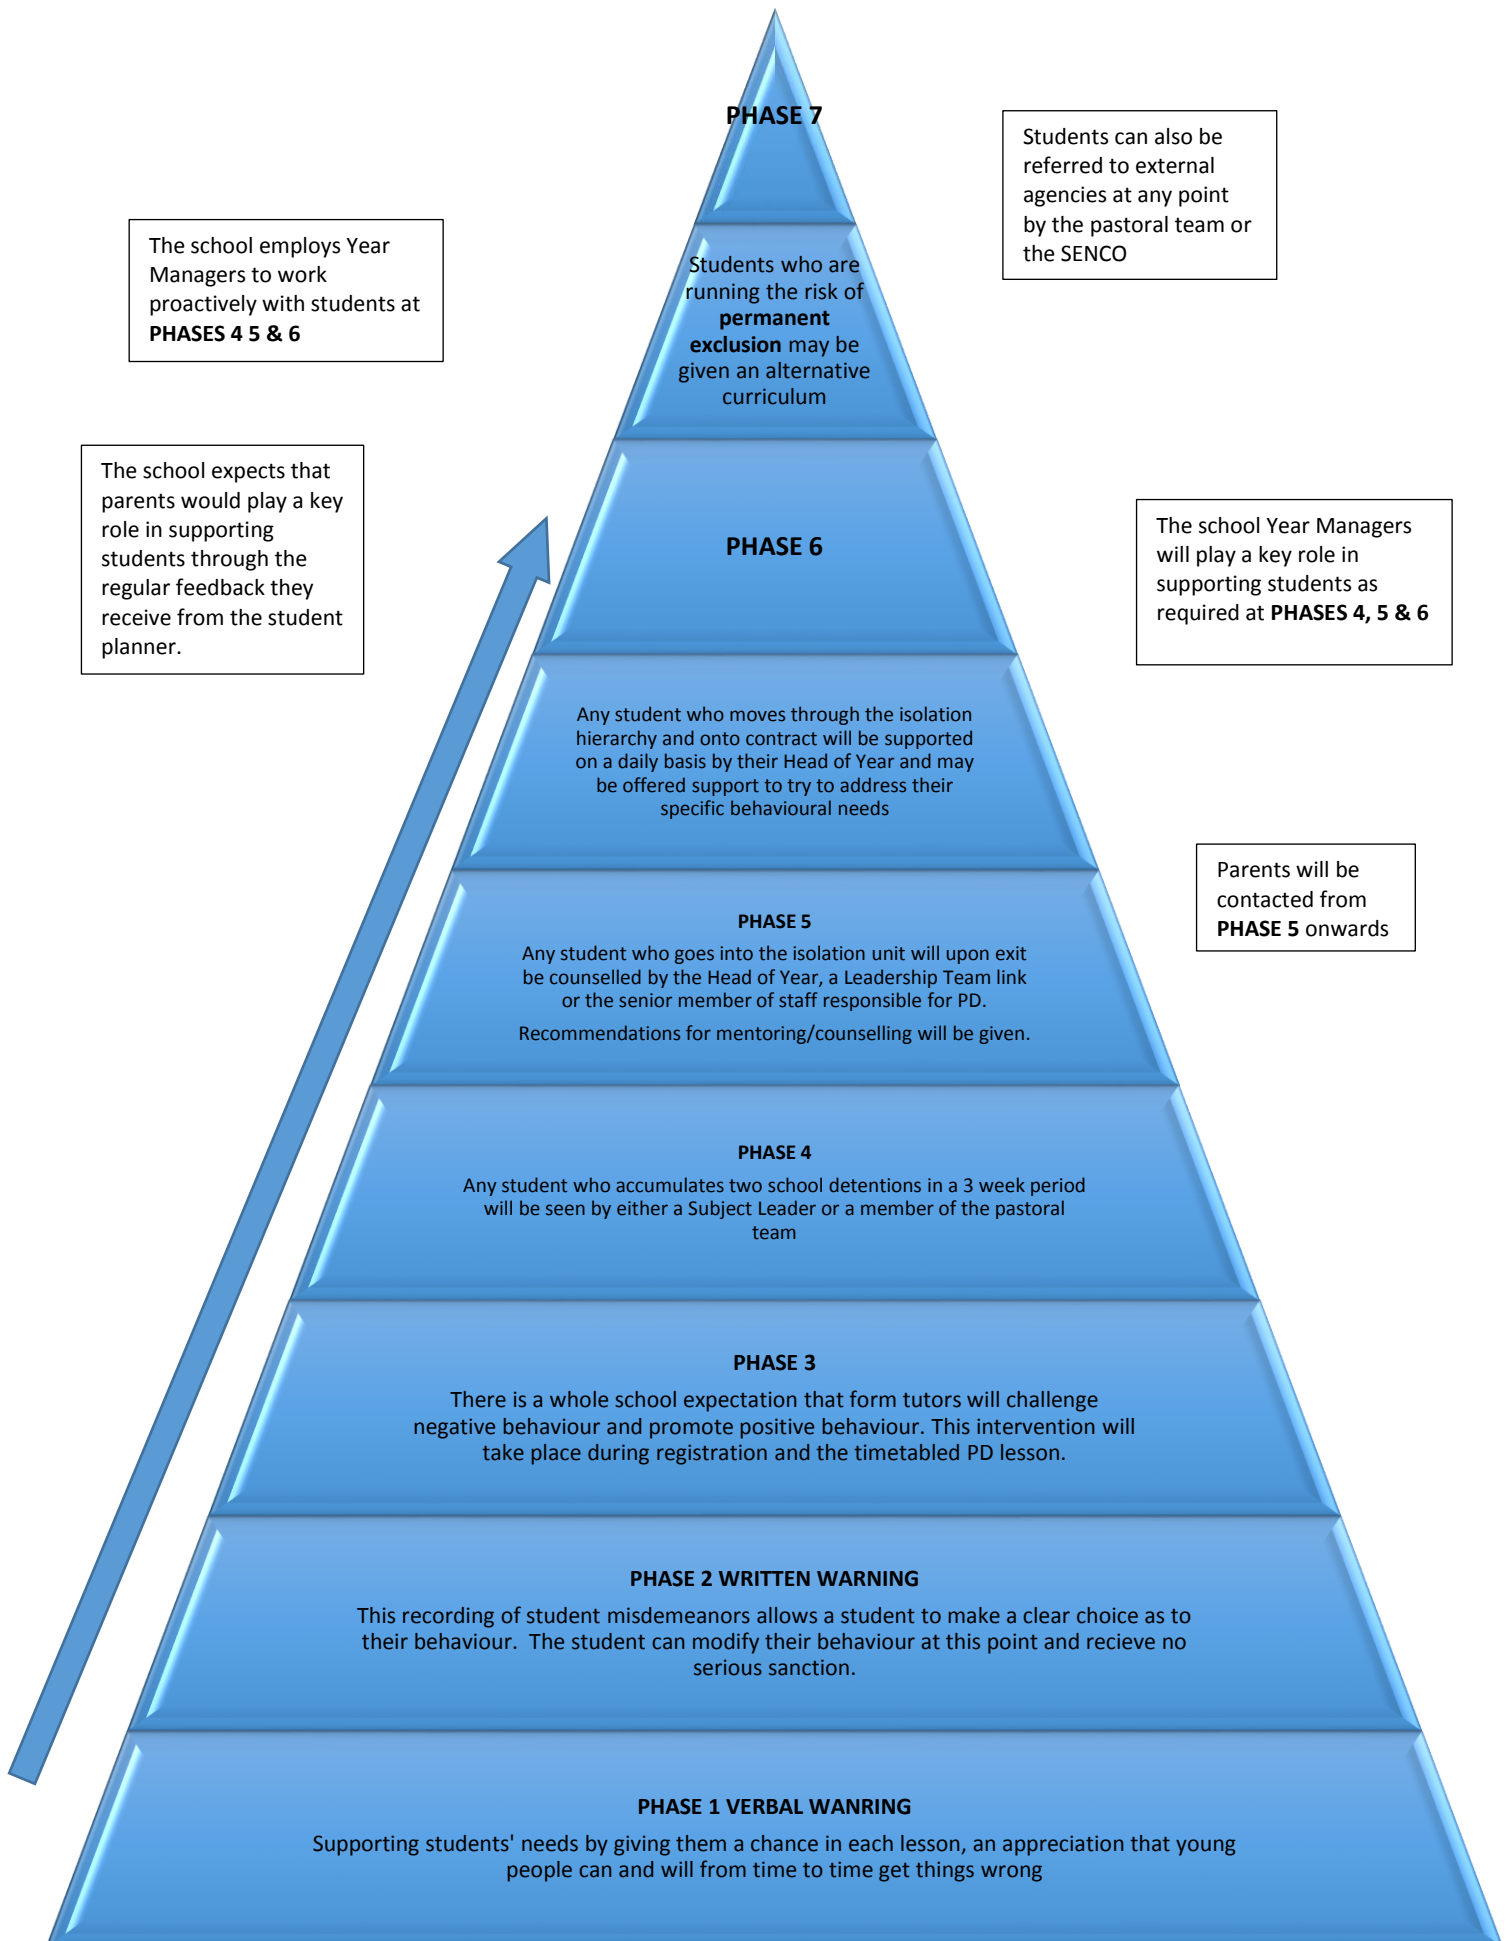 PHASE 7
Students can also be
referred to external
agencies at any point
by the pastoral team or
the SENCO
The school employs Year
Managers to work
proactively with students at
PHASES 4 5 & 6
Students who are
running the risk of
permanent
exclusion may be
given an alternative
curriculum
The school expects that
parents would play a key
role in supporting
students through the
regular feedback they
receive from the student
planner.
PHASE 6
The school Year Managers
will play a key role in
supporting students as
required at PHASES 4, 5 & 6
Any student who moves through the isolation
hierarchy and onto contract will be supported
on a daily basis by their Head of Year and may
be offered support to try to address their
specific behavioural needs
Parents will be
contacted from
PHASE 5 onwards
PHASE 5
Any student who goes into the isolation unit will upon exit
be counselled by the Head of Year, a Leadership Team link
or the senior member of staff responsible for PD.
Recommendations for mentoring/counselling will be given.
PHASE 4
Any student who accumulates two school detentions in a 3 week period
will be seen by either a Subject Leader or a member of the pastoral
team
PHASE 3
There is a whole school expectation that form tutors will challenge
negative behaviour and promote positive behaviour. This intervention will
take place during registration and the timetabled PD lesson.
PHASE 2 WRITTEN WARNING
This recording of student misdemeanors allows a student to make a clear choice as to
their behaviour.  The student can modify their behaviour at this point and recieve no
serious sanction.
PHASE 1 VERBAL WANRING
Supporting students' needs by giving them a chance in each lesson, an appreciation that young
people can and will from time to time get things wrong